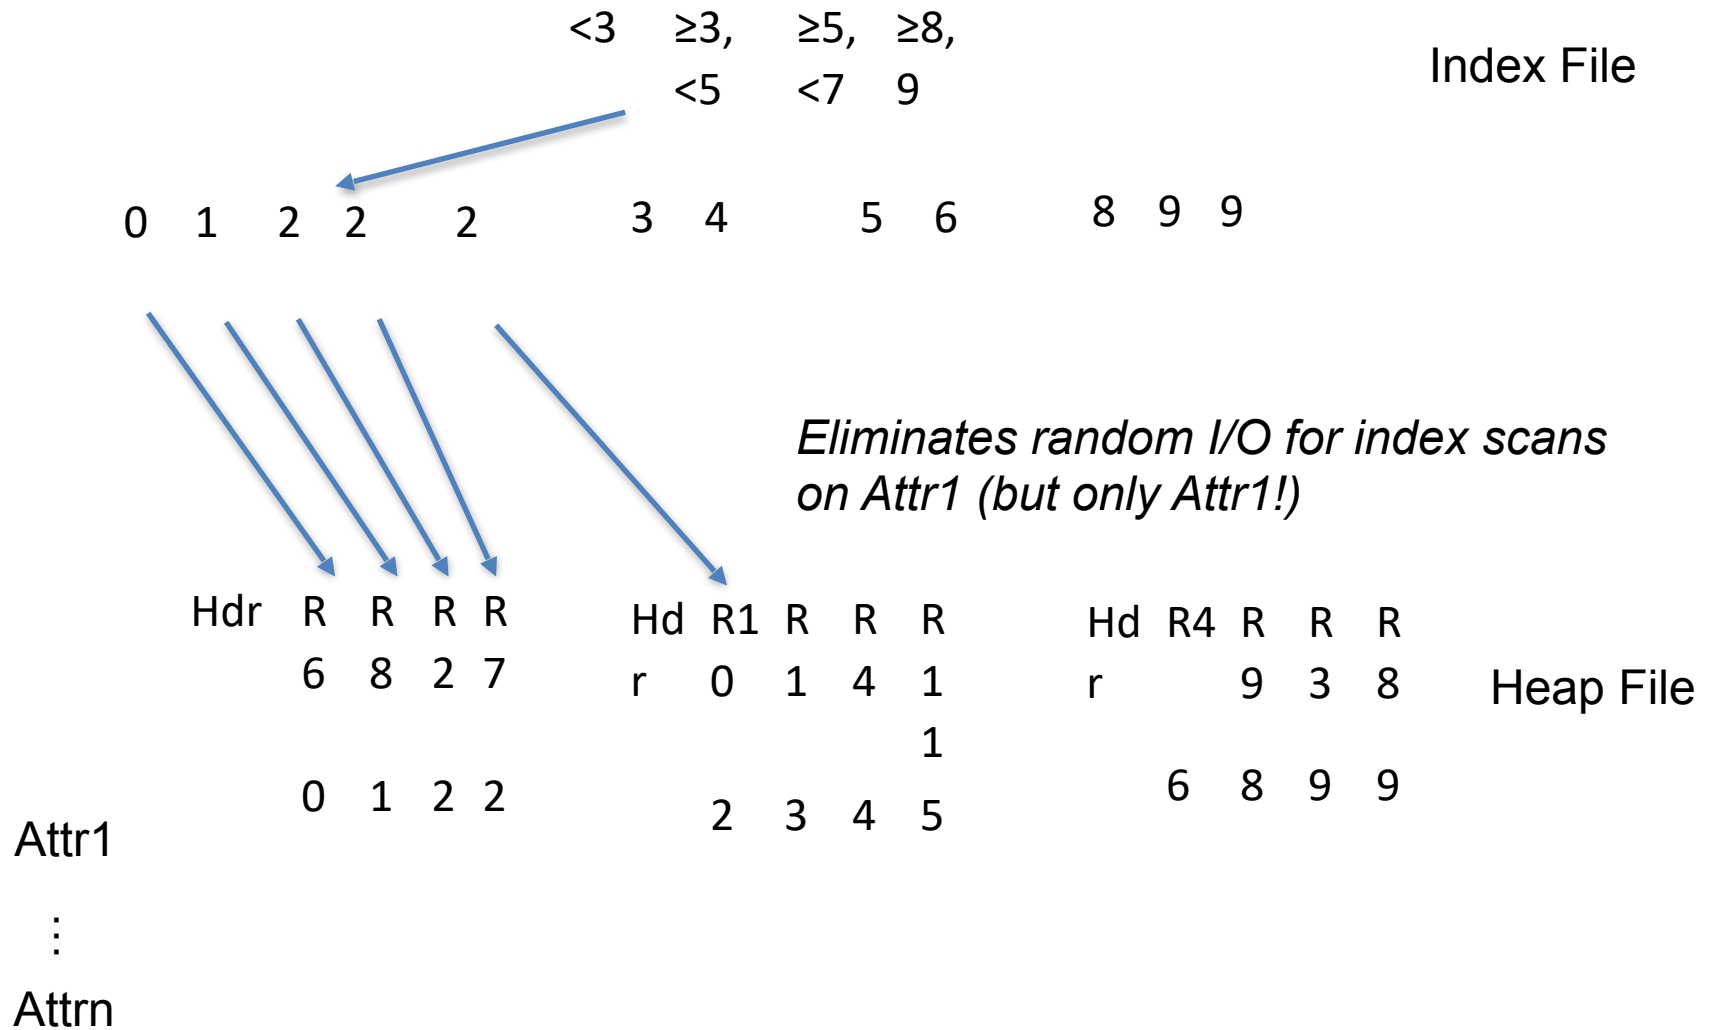 <3 ≥3, ≥5, ≥8,
<5 <7 9
Index File
0 1 2 2 2 3 4 5 6 8 9 9
Eliminates random I/O for index scans
on Attr1 (but only Attr1!)
Hdr R R R R Hd R1 R R R Hd R4 R R R
6 8 2 7 r 0 1 4 1 r 9 3 8
1
Heap File
0 1 2 2 2 3 4 5 6 8 9 9
Attr1
⋮
Attrn